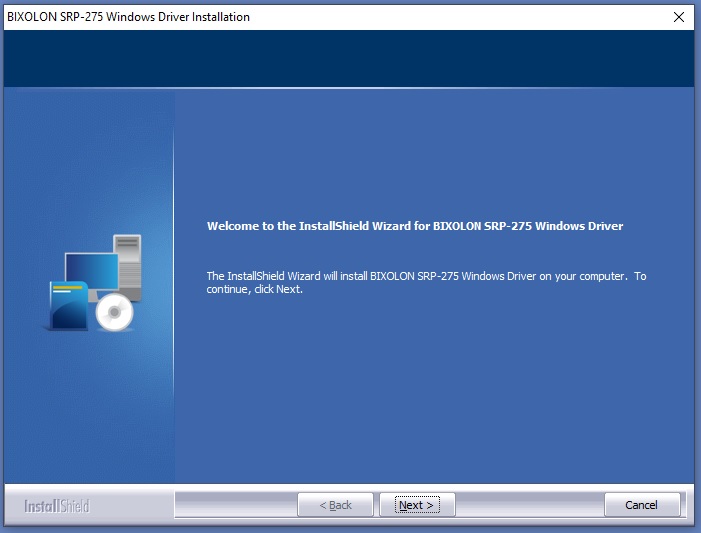 BIXOLON SRP-275 Windows Driver Installation
Welcome to the InstallShield Wizard for BIXOLON SRP-275 Windows Driver
The InstallShield Wizard will install BIXOLON SRP-275 Windows Driver on your computer. To
continue, click Next.
InstallShield
< Back Next > Cancel